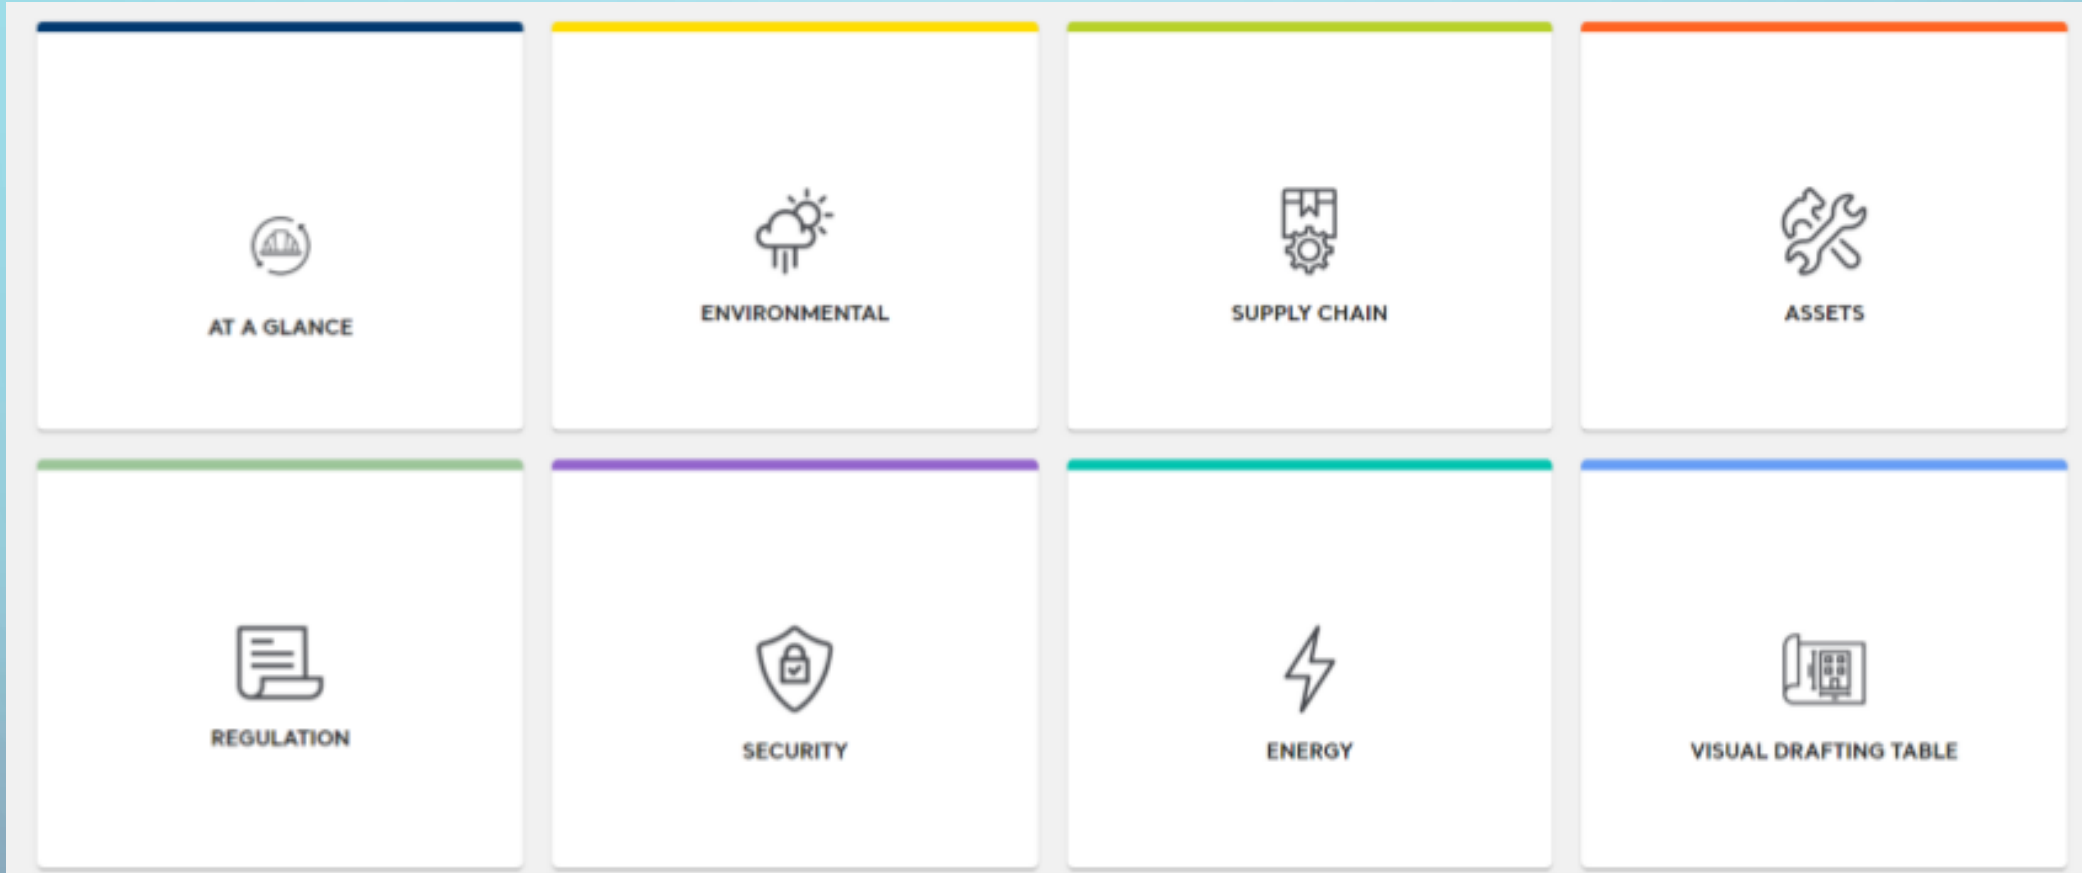 AT A GLANCE
ENVIRONMENTAL
SUPPLY CHAIN
ASSETS
REGULATION
SECURITY
ENERGY
VISUAL DRAFTING TABLE